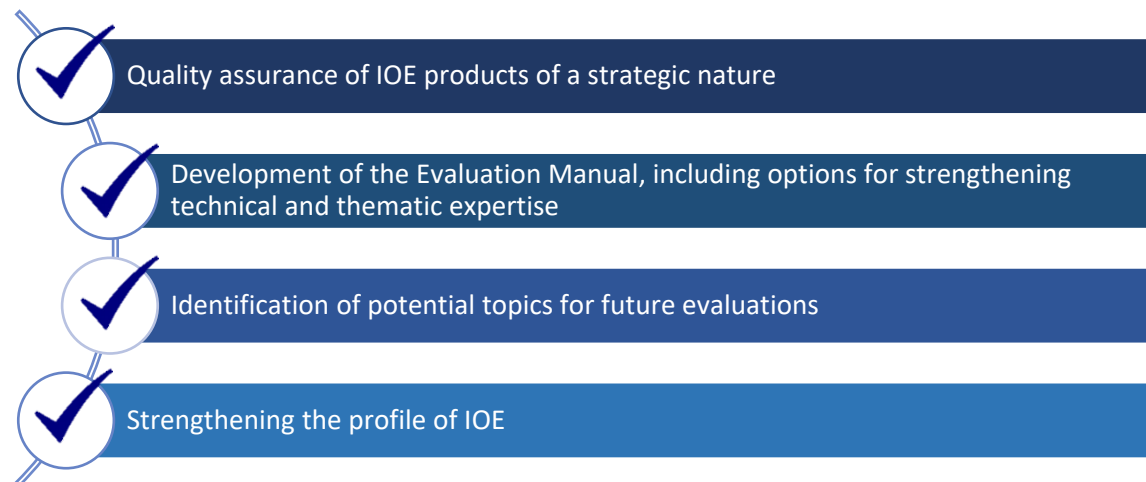 Quality assurance of IOE products of a strategic nature
Development of the Evaluation Manual, including options for strengthening
technical and thematic expertise
Identification of potential topics for future evaluations
Strengthening the profile of IOE